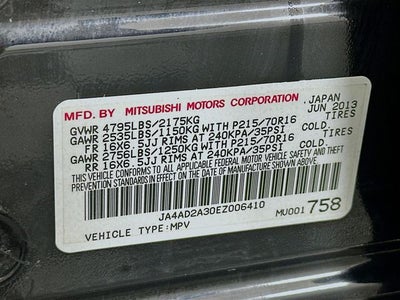 MFD. BY MITSUBISHI MOTORS CORPORATION JAPAN
JUN 2013
GVWR 4795LBS/2175KG
GAWR 2535LBS/1150KG WITH P215/70R16 TIRES
FR 16X6.5JJ RIMS AT 240KPA/35PSI COLD
GAWR 2756LBS/1250KG WITH P215/70R16 TIRES
RR 16X6.5JJ RIMS AT 240KPA/35PSI COLD.
THIS VEHICLE CONFORMS TO ALL APPLICABLE FEDERAL MOTOR VEHICLE SAFETY AND THEFT
PREVENTION STANDARDS IN EFFECT ON THE DATE OF MANUFACTURE SHOWN ABOVE.
JA4AD2A30EZ006410
VEHICLE TYPE:MPV MU001 758